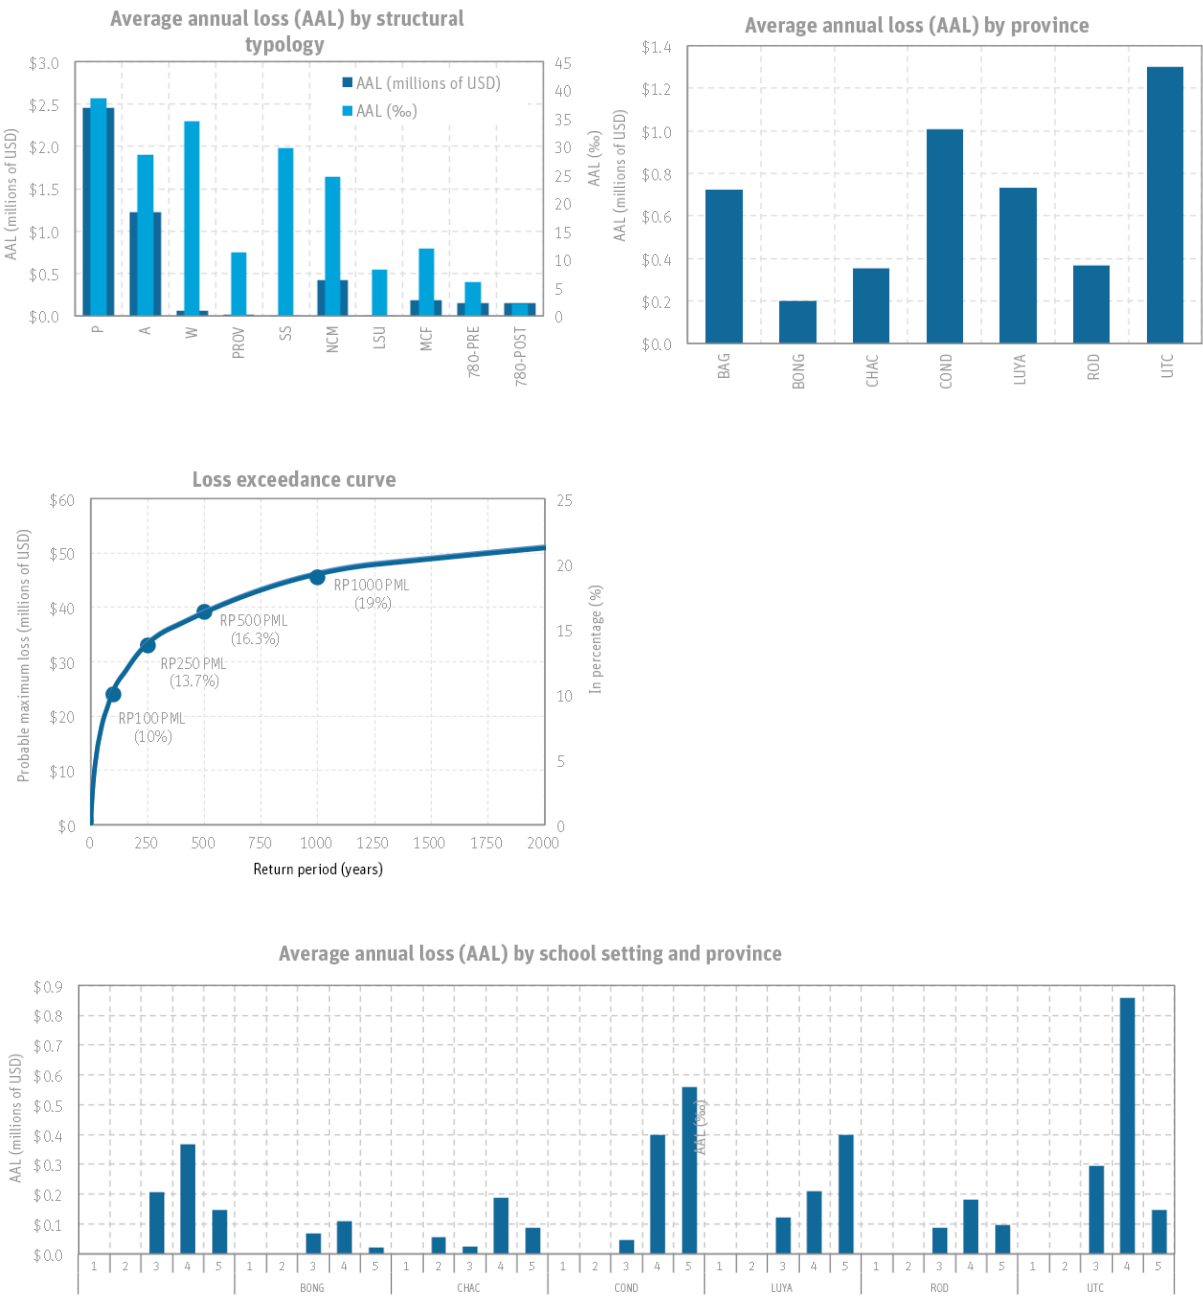 Average annual loss (AAL) by structural
typology
AAL (millions of USD)
$3.0
$2.5
$2.0
$1.5
$1.0
$0.5
$0.0
AAL (millions of USD)
AAL (‰)
45
40
35
30
25
20
15
10
5
0
AAL (‰)
P
A
W
PROV
SS
NCM
LSU
MCF
780-PRE
780-POST
Average annual loss (AAL) by province
AAL (millions of USD)
$1.4
$1.2
$1.0
$0.8
$0.6
$0.4
$0.2
$0.0
BAG
BONG
CHAC
COND
LUYA
ROD
UTC
Loss exceedance curve
Probable maximum loss (millions of USD)
$60
$50
$40
$30
$20
$10
$0
RP1000 PML
(19%)
RP500 PML
(16.3%)
RP250 PML
(13.7%)
RP100 PML
(10%)
25
20
15
10
5
0
In percentage (%)
0 250 500 750 1000 1250 1500 1750 2000
Return period (years)
Average annual loss (AAL) by school setting and province
AAL (millions of USD)
$0.9
$0.8
$0.7
$0.6
$0.5
$0.4
$0.3
$0.2
$0.1
$0.0
AAL (‰)
1 2 3 4 5 1 2 3 4 5 1 2 3 4 5 1 2 3 4 5 1 2 3 4 5 1 2 3 4 5 1 2 3 4 5
BONG CHAC COND LUYA ROD UTC